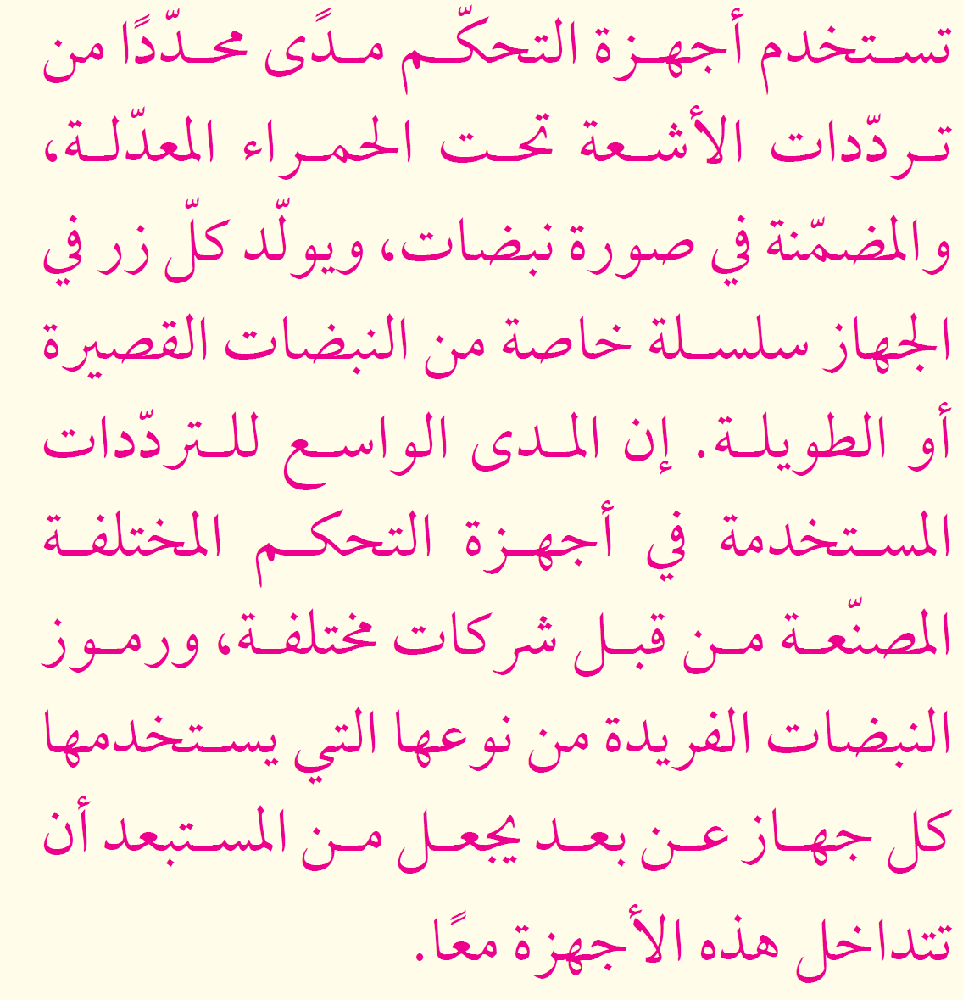 تستخدم أجهزة التحكّم مدًى محدّدًا من
تردّدات الأشعة تحت الحمراء المعدّلة،
والمضمّنة في صورة نبضات، ويولّد كلّ زر في
الجهاز سلسلة خاصة من النبضات القصيرة
أو الطويلة. إن المدى الواسع للتردّدات
المستخدمة في أجهزة التحكم المختلفة
المصنّعة من قبل شركات مختلفة، ورموز
النبضات الفريدة من نوعها التي يستخدمها
كل جهاز عن بعد يجعل من المستبعد أن
تتداخل هذه الأجهزة معًا.